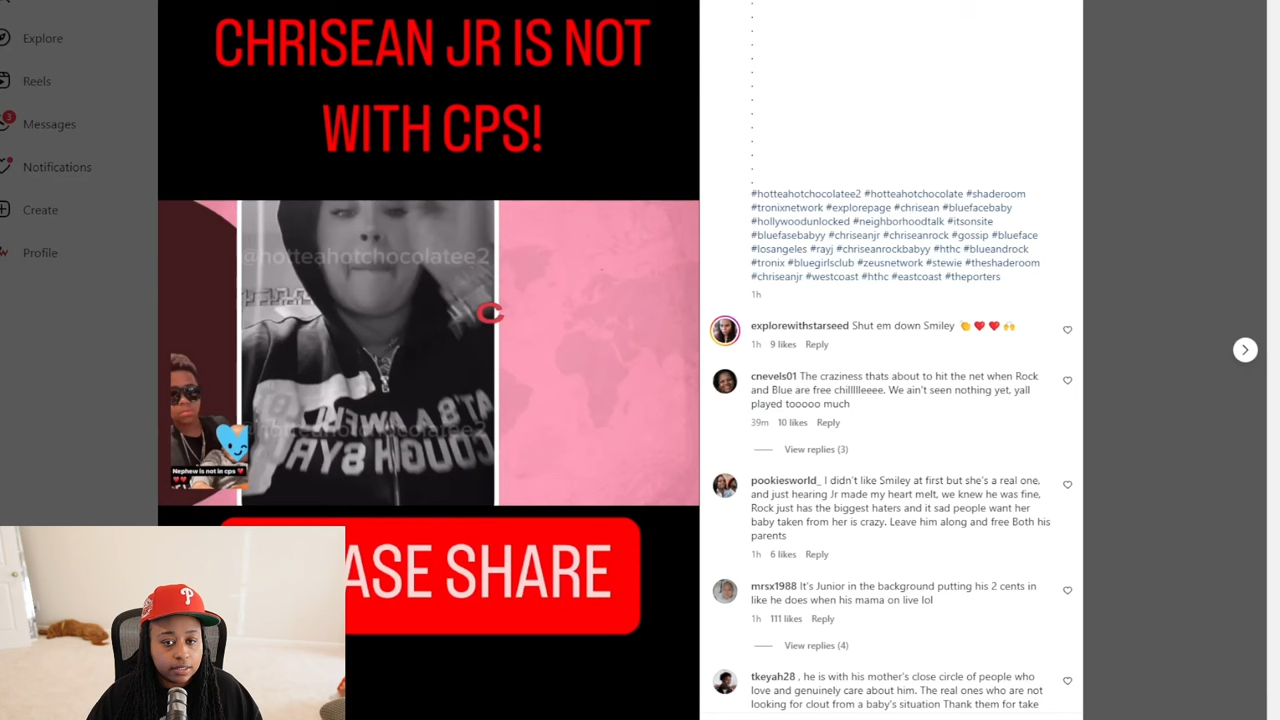 Explore
Reels
3
Messages
Notifications
Create
Profile
CHRISEAN JR IS NOT
WITH CPS!
@hotteahotchocolatee2
C
Nephew is not in cps
ASE SHARE
P
#hotteahotchocolatee2 #hotteahotchocolate #shaderoom
#tronixnetwork #explorepage #chrisean #bluefacebaby
#hollywoodunlocked #neighborhoodtalk #itsonsite
#bluefasebabyy #chriseanjr #chriseanrock #gossip #blueface
#losangeles #rayj #chriseanrockbabyy #hthc #blueandrock
#tronix #bluegirlsclub #zeusnetwork #stewie #theshaderoom
#chriseanjr #westcoast #hthc #eastcoast #theporters
1h
explorewithstarseed Shut em down Smiley 👏 ❤️ ❤️ 🙌
1h 9 likes Reply
cnevels01 The craziness thats about to hit the net when Rock
and Blue are free chilllllleeee. We ain't seen nothing yet, yall
played tooooo much
39m 10 likes Reply
View replies (3)
pookiesworld_ I didn't like Smiley at first but she's a real one,
and just hearing Jr made my heart melt, we knew he was fine,
Rock just has the biggest haters and it sad people want her
baby taken from her is crazy. Leave him along and free Both his
parents
1h 6 likes Reply
mrsx1988 It's Junior in the background putting his 2 cents in
like he does when his mama on live lol
1h 111 likes Reply
View replies (4)
tkeyah28 , he is with his mother's close circle of people who
love and genuinely care about him. The real ones who are not
looking for clout from a baby's situation Thank them for take